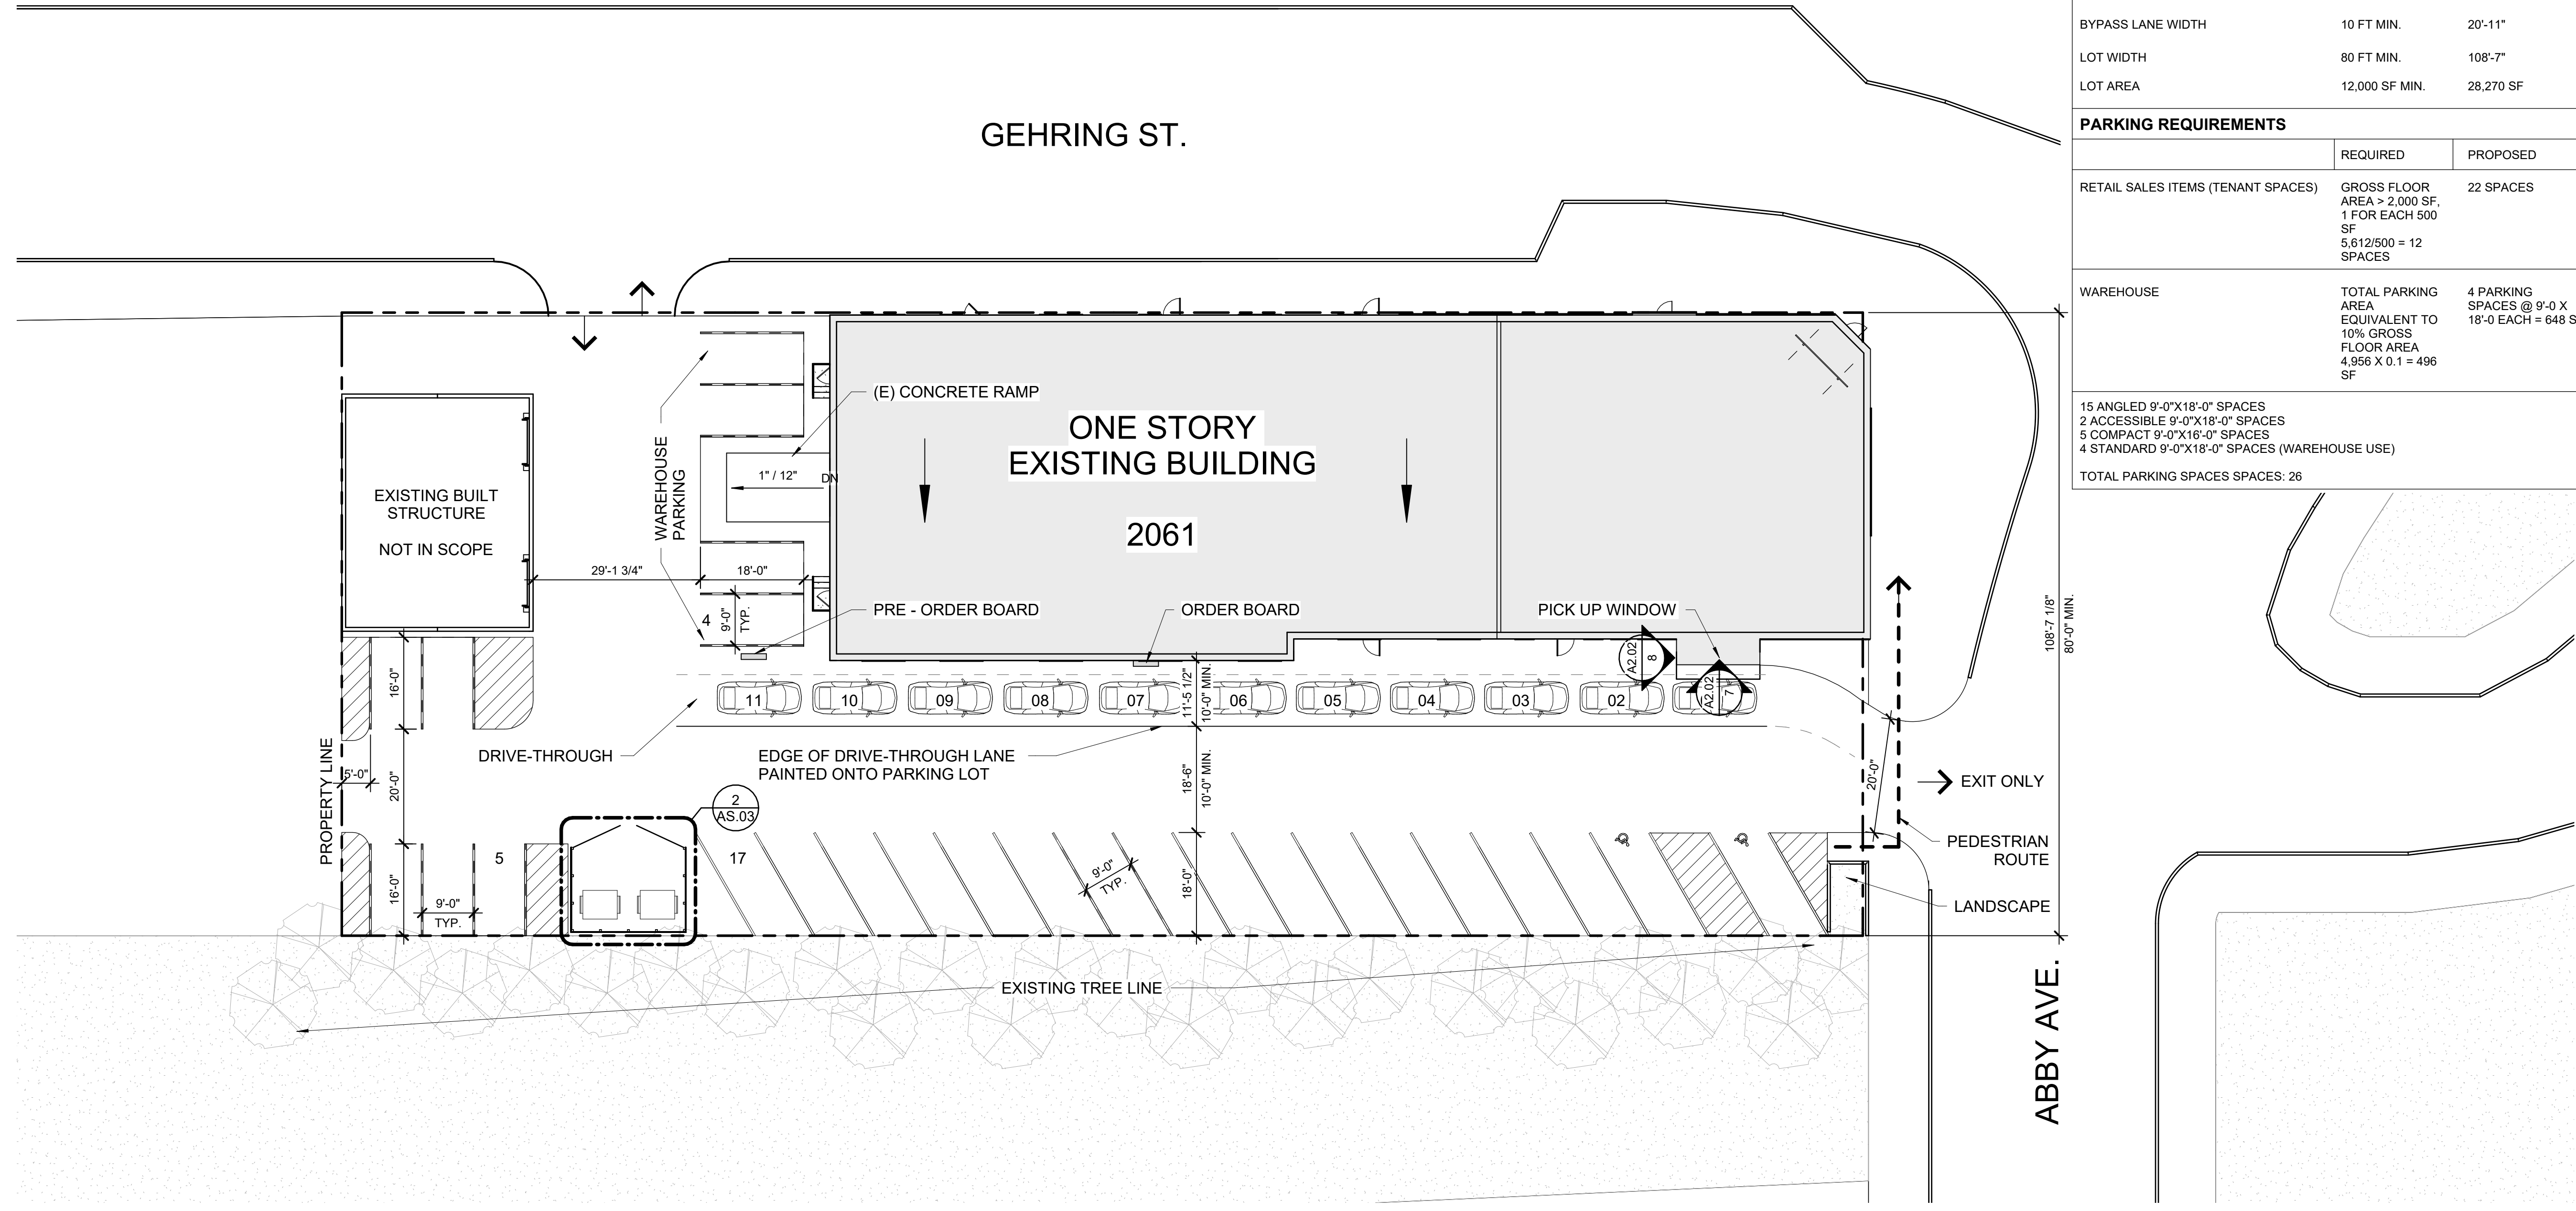 GEHRING ST.
(E) CONCRETE RAMP
ONE STORY
EXISTING BUILDING
2061
1" / 12"
DN
WAREHOUSE
PARKING
EXISTING BUILT
STRUCTURE
NOT IN SCOPE
29'-1 3/4"
18'-0"
4
9'-0"
TYP.
PRE - ORDER BOARD
ORDER BOARD
PICK UP WINDOW
A2.02
8
A2.02
7
11
10
09
08
07
06
05
04
03
02
11'-5 1/2"
10'-0" MIN.
16'-0"
DRIVE-THROUGH
EDGE OF DRIVE-THROUGH LANE
PAINTED ONTO PARKING LOT
PROPERTY LINE
5'-0"
20'-0"
18'-6"
10'-0" MIN.
20'-0"
EXIT ONLY
2
AS.03
PEDESTRIAN
ROUTE
5
17
16'-0"
9'-0"
TYP.
9'-0"
TYP.
18'-0"
LANDSCAPE
EXISTING TREE LINE
108'-7 1/8"
80'-0" MIN.
ABBY AVE.
BYPASS LANE WIDTH 10 FT MIN. 20'-11"
LOT WIDTH 80 FT MIN. 108'-7"
LOT AREA 12,000 SF MIN. 28,270 SF
PARKING REQUIREMENTS
REQUIRED PROPOSED
RETAIL SALES ITEMS (TENANT SPACES) GROSS FLOOR 22 SPACES
AREA > 2,000 SF,
1 FOR EACH 500
SF
5,612/500 = 12
SPACES
WAREHOUSE TOTAL PARKING 4 PARKING
AREA SPACES @ 9'-0 X
EQUIVALENT TO 18'-0 EACH = 648 S
10% GROSS
FLOOR AREA
4,956 X 0.1 = 496
SF
15 ANGLED 9'-0"X18'-0" SPACES
2 ACCESSIBLE 9'-0"X18'-0" SPACES
5 COMPACT 9'-0"X16'-0" SPACES
4 STANDARD 9'-0"X18'-0" SPACES (WAREHOUSE USE)
TOTAL PARKING SPACES SPACES: 26